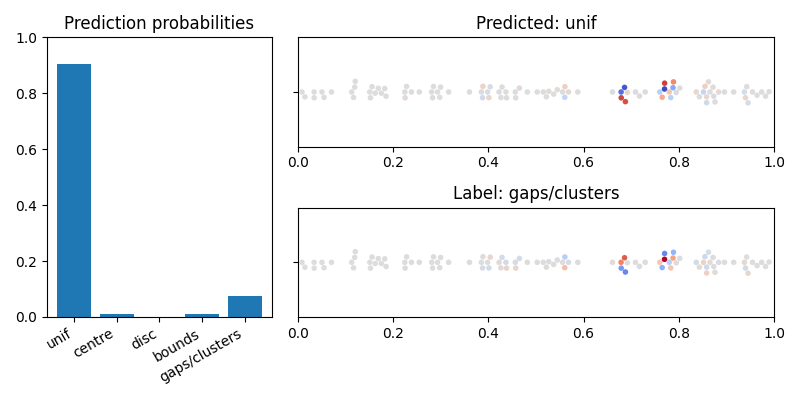 Prediction probabilities
1.0
0.8
0.6
0.4
0.2
0.0
unif
centre
disc
bounds
gaps/clusters
Predicted: unif
0.0 0.2 0.4 0.6 0.8 1.0
Label: gaps/clusters
0.0 0.2 0.4 0.6 0.8 1.0